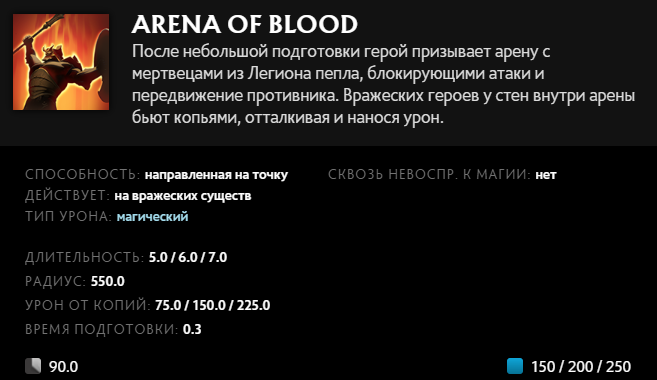 ARENA OF BLOOD
После небольшой подготовки герой призывает арену с
мертвецами из Легиона пепла, блокирующими атаки и
передвижение противника. Вражеских героев у стен внутри арены
бьют копьями, отталкивая и нанося урон.
СПОСОБНОСТЬ: направленная на точку
СКВОЗЬ НЕВОСПР. К МАГИИ: нет
ДЕЙСТВУЕТ: на вражеских существ
ТИП УРОНА: магический
ДЛИТЕЛЬНОСТЬ: 5.0 / 6.0 / 7.0
РАДИУС: 550.0
УРОН ОТ КОПИЙ: 75.0 / 150.0 / 225.0
ВРЕМЯ ПОДГОТОВКИ: 0.3
90.0
150 / 200 / 250